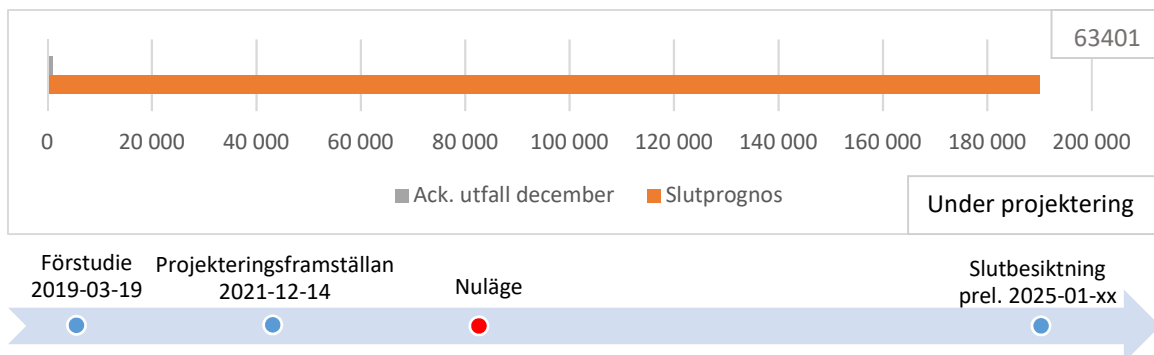 63401
0 20 000 40 000 60 000 80 000 100 000 120 000 140 000 160 000 180 000 200 000
Ack. utfall december Slutprognos
Under projektering
Förstudie
2019-03-19
Projekteringsframställan
2021-12-14
Nuläge
Slutbesiktning
prel. 2025-01-xx